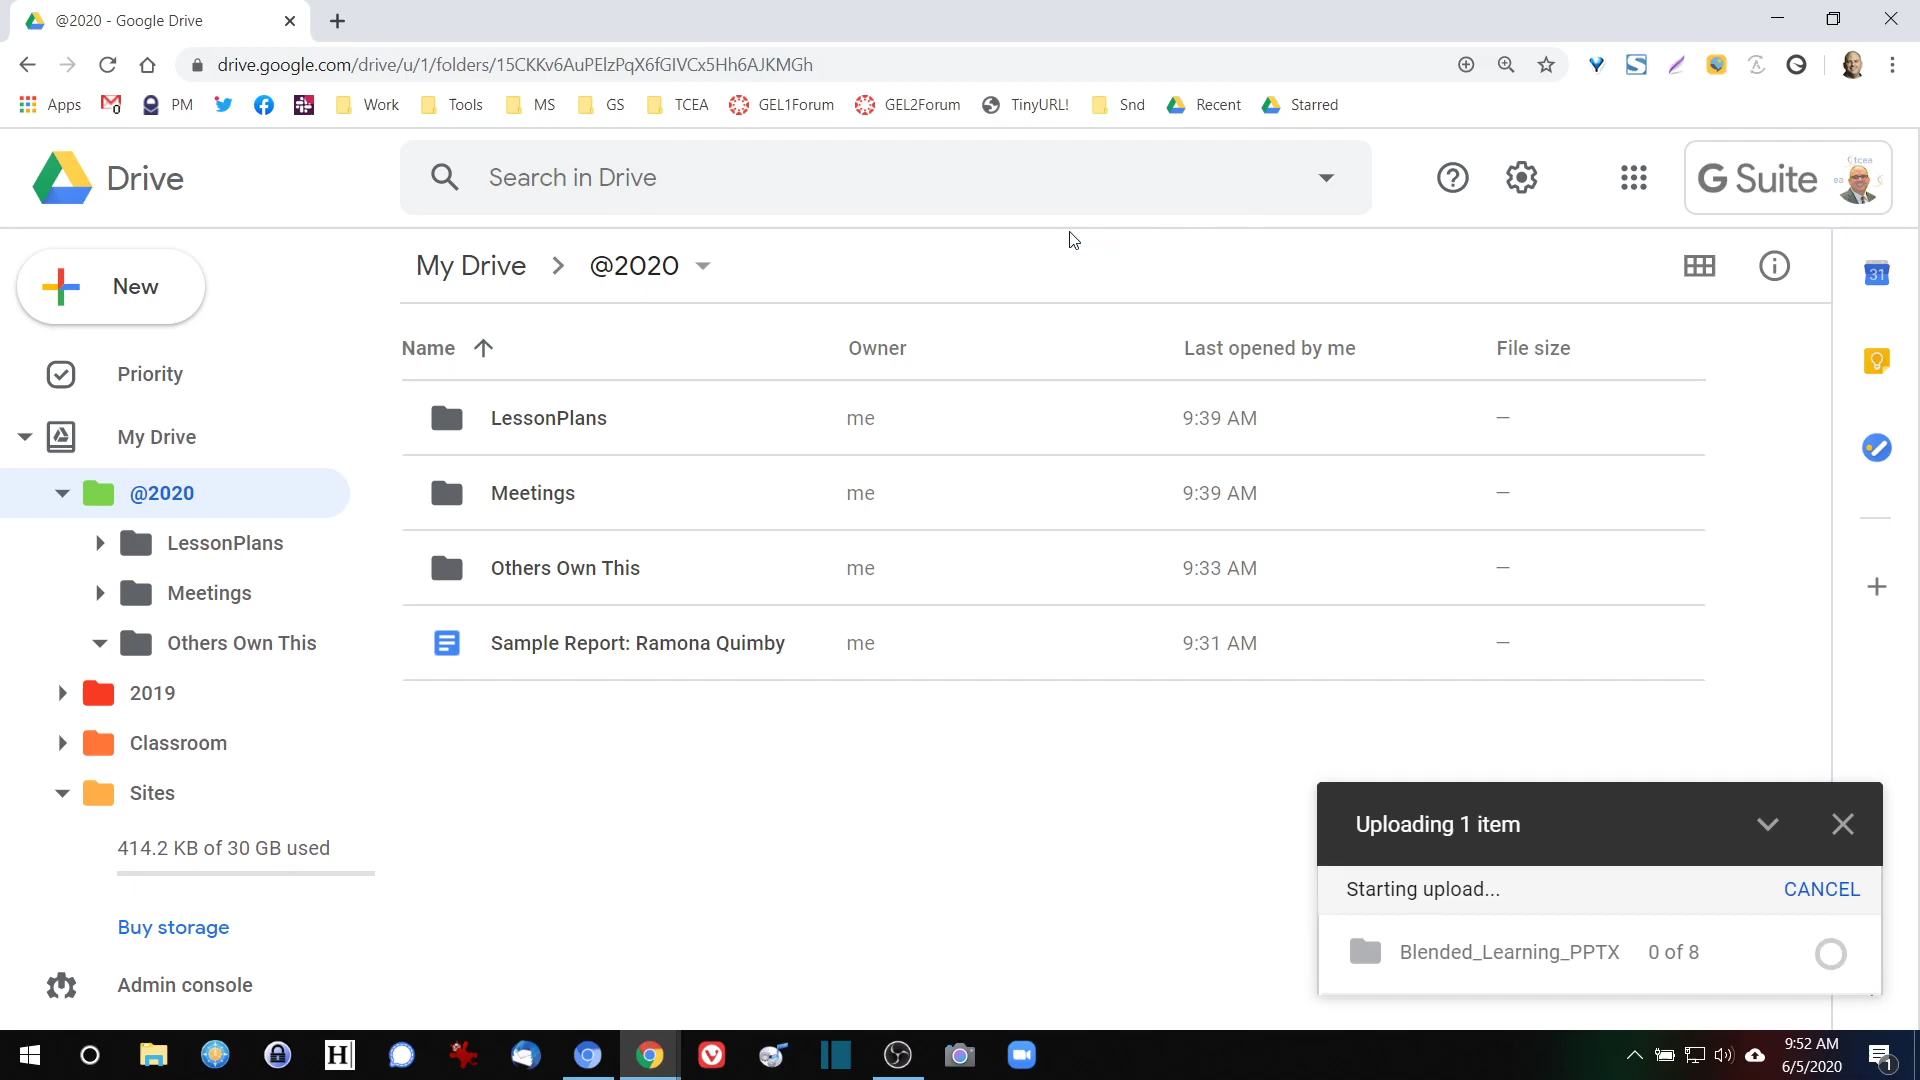 @2020 - Google Drive
drive.google.com/drive/u/1/folders/15CKKv6AuPElzPqX6fGIVCx5Hh6AJKMGh
Apps PM Work Tools MS GS TCEA GEL1Forum GEL2Forum TinyURL! Snd Recent Starred
Drive
Search in Drive
G Suite
tcea
New
My Drive > @2020
31
Name Owner Last opened by me File size
Priority
My Drive
@2020
LessonPlans
Meetings
Others Own This
2019
Classroom
Sites
414.2 KB of 30 GB used
Buy storage
Admin console
LessonPlans me 9:39 AM —
Meetings me 9:39 AM —
Others Own This me 9:33 AM —
Sample Report: Ramona Quimby me 9:31 AM —
Uploading 1 item
Starting upload... CANCEL
Blended_Learning_PPTX 0 of 8
H
9:52 AM
6/5/2020
1